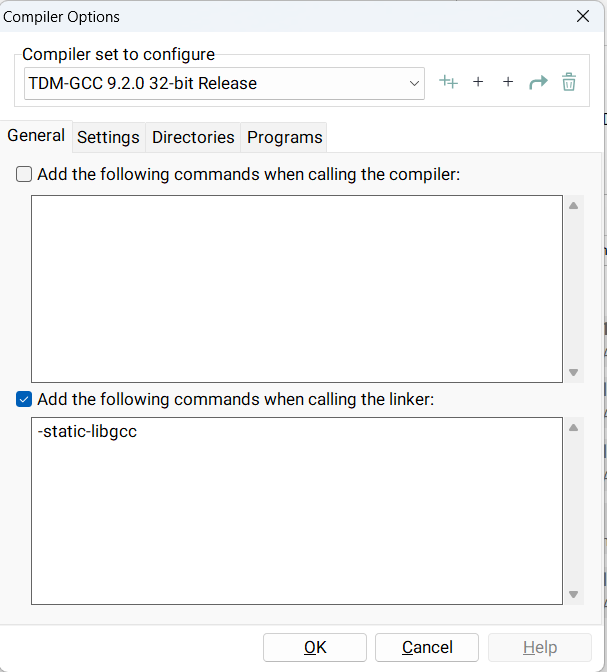 Compiler Options
Compiler set to configure
TDM-GCC 9.2.0 32-bit Release
General Settings Directories Programs
Add the following commands when calling the compiler:
Add the following commands when calling the linker:
-static-libgcc
OK Cancel Help